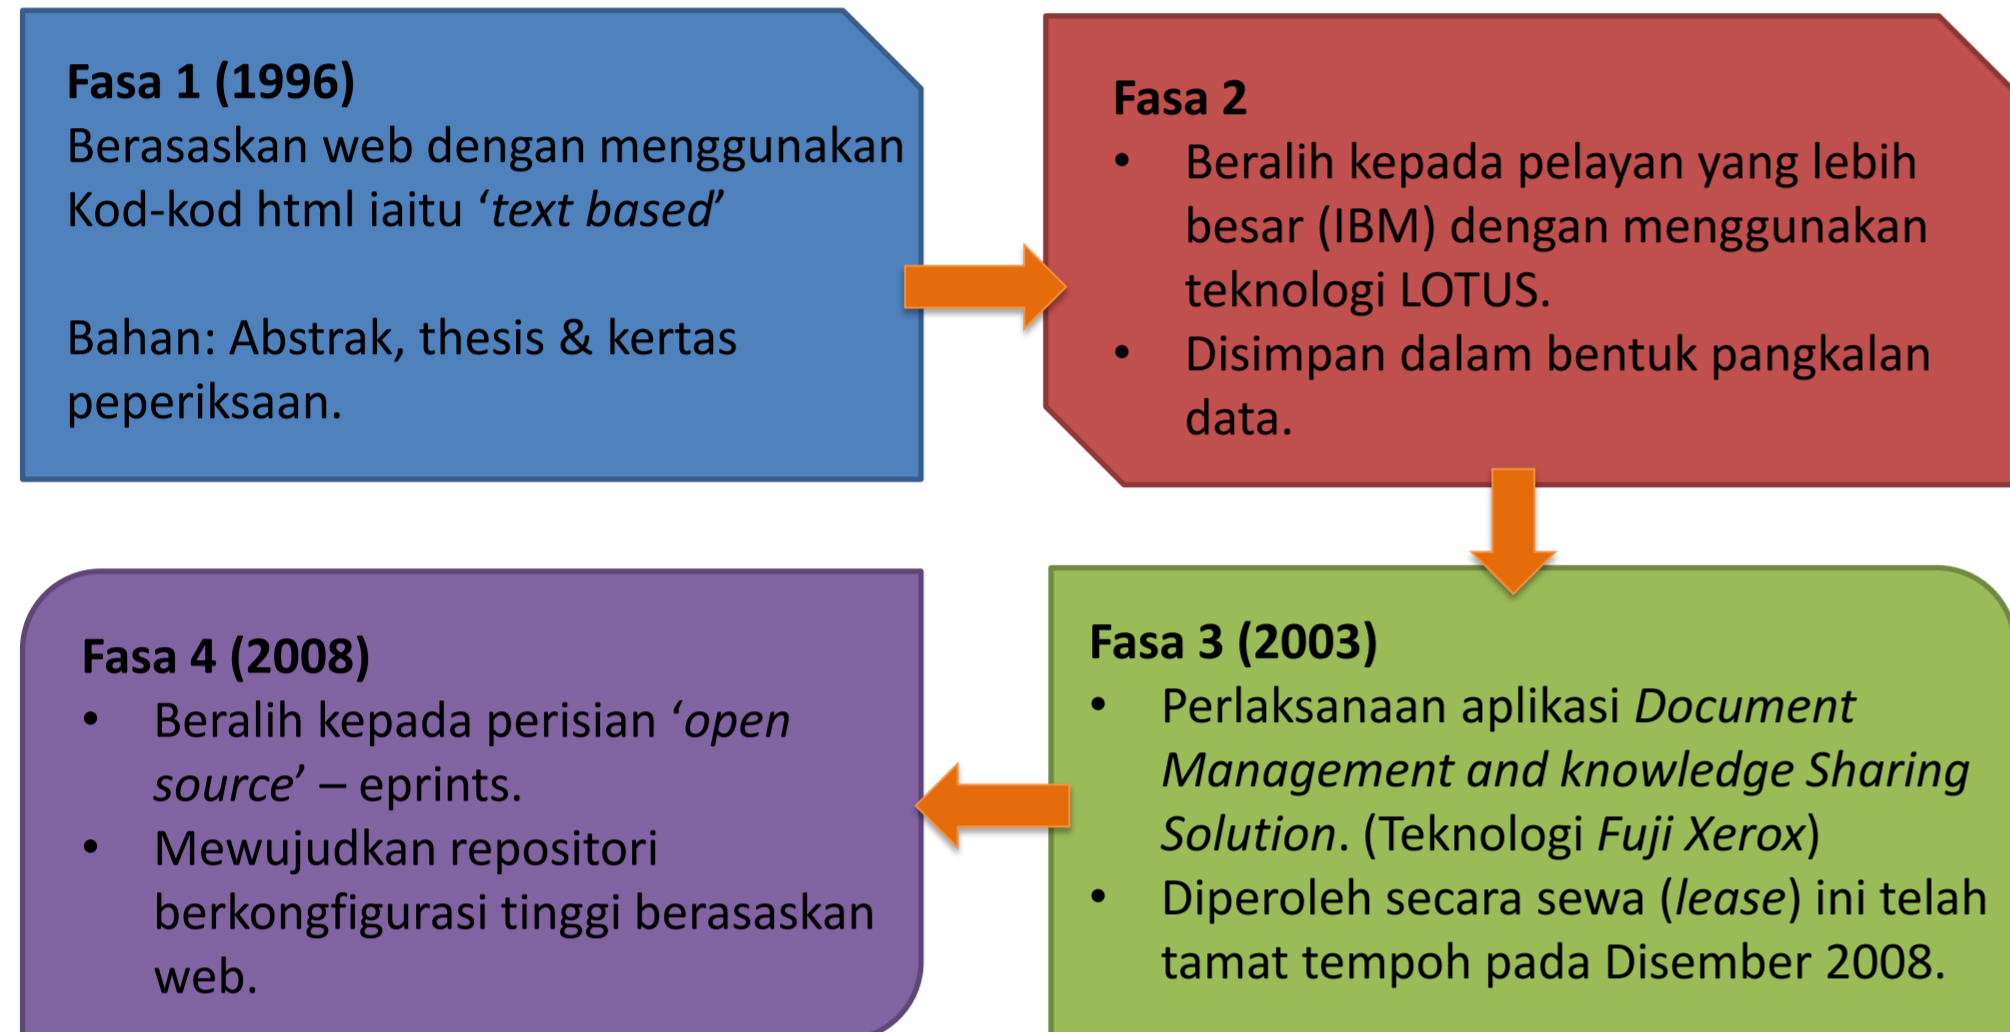 Fasa 1 (1996)
Berasaskan web dengan menggunakan
Kod-kod html iaitu ‘text based’
Bahan: Abstrak, thesis & kertas
peperiksaan.
Fasa 2
• Beralih kepada pelayan yang lebih
besar (IBM) dengan menggunakan
teknologi LOTUS.
• Disimpan dalam bentuk pangkalan
data.
Fasa 3 (2003)
• Perlaksanaan aplikasi Document
Management and knowledge Sharing
Solution. (Teknologi Fuji Xerox)
• Diperoleh secara sewa (lease) ini telah
tamat tempoh pada Disember 2008.
Fasa 4 (2008)
• Beralih kepada perisian ‘open
source’ – eprints.
• Mewujudkan repositori
berkongfigurasi tinggi berasaskan
web.